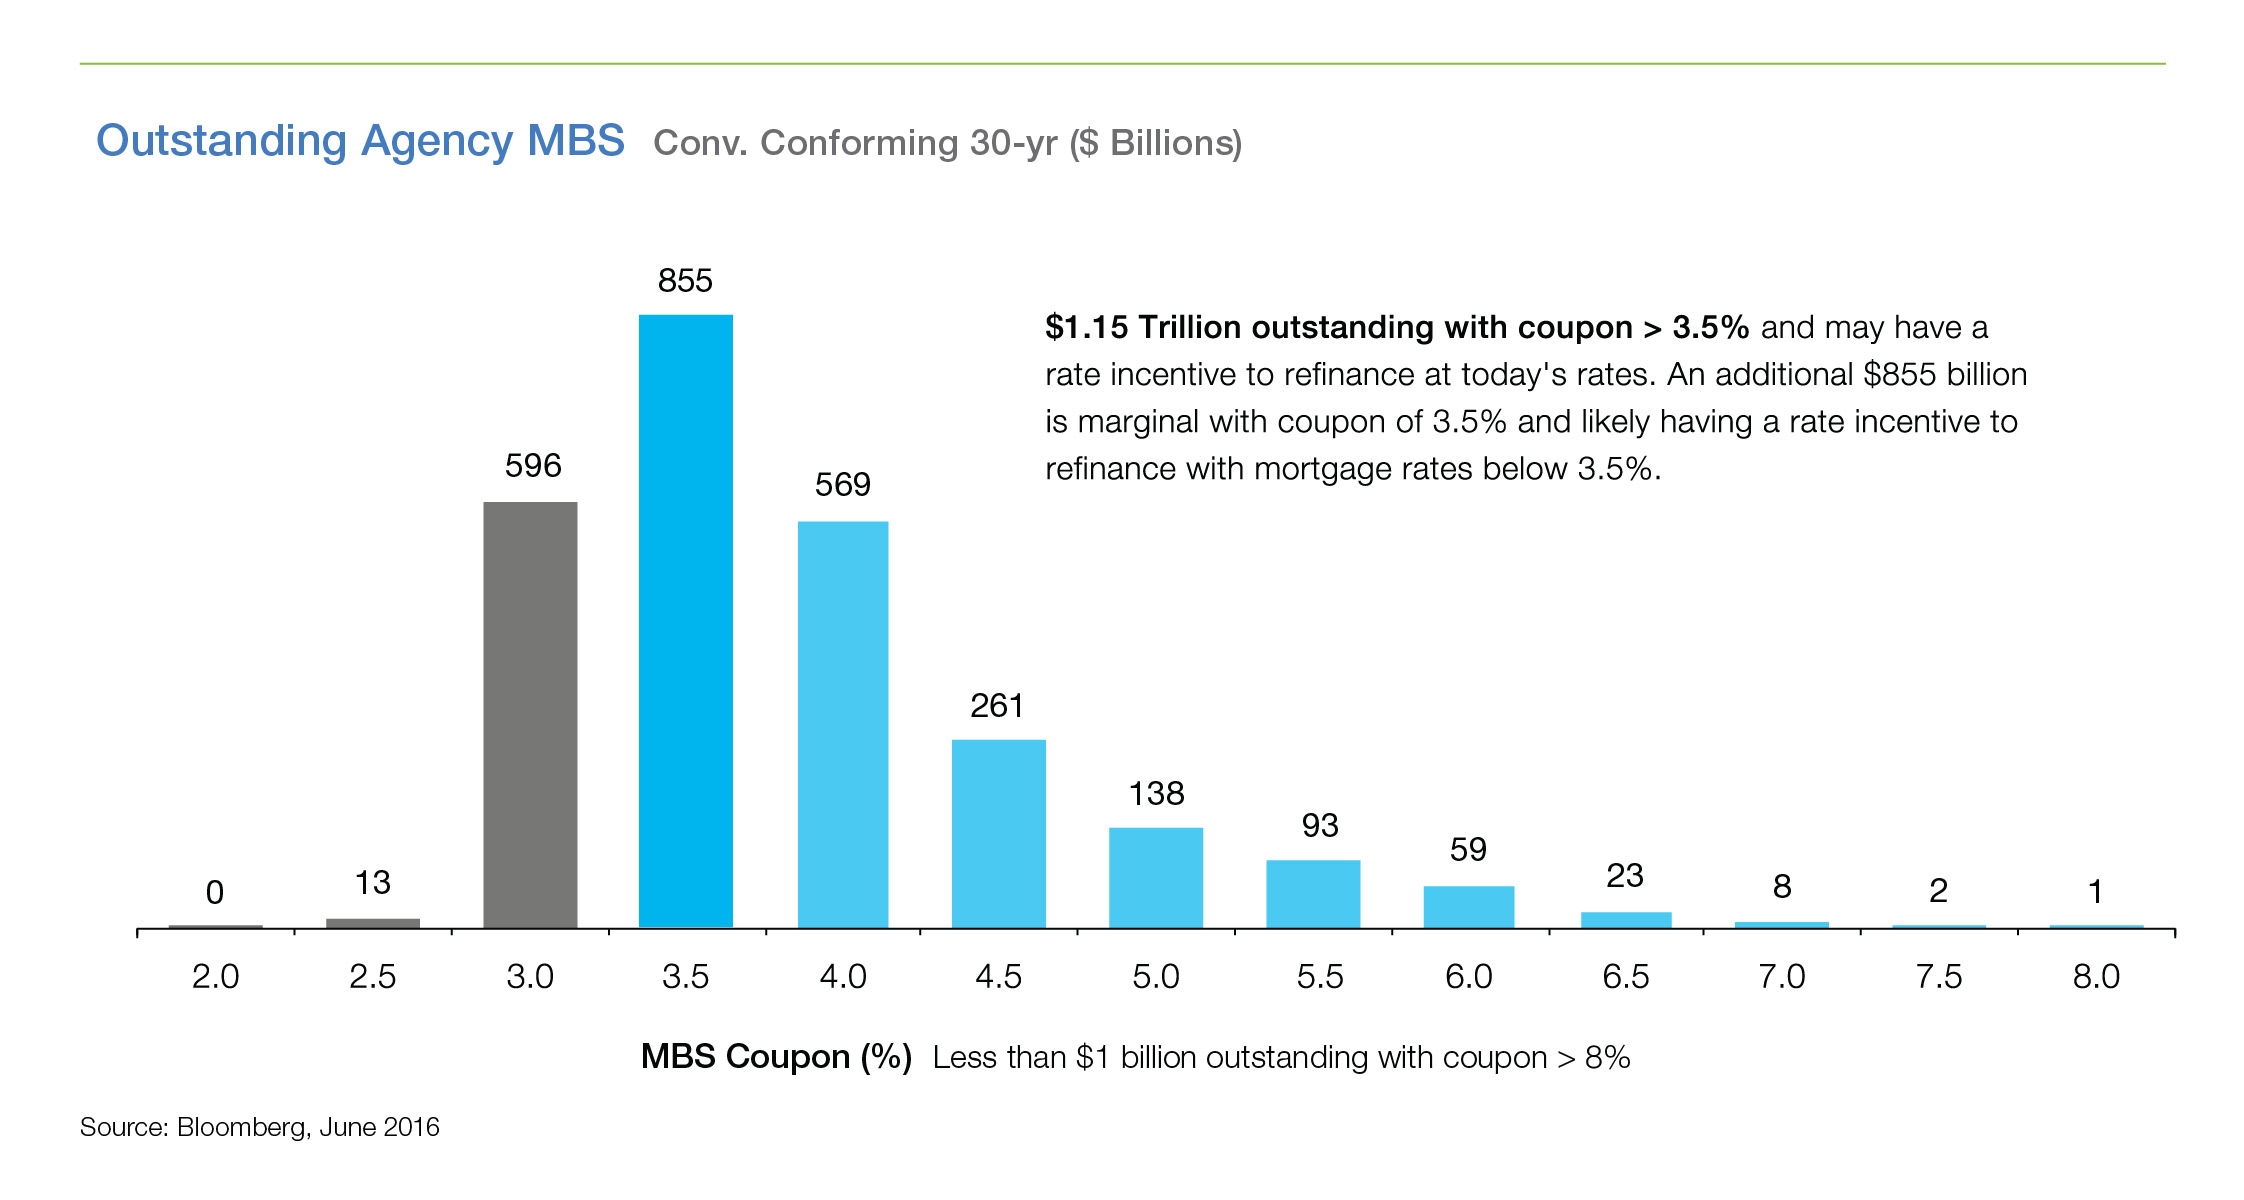 Outstanding Agency MBS Conv. Conforming 30-yr ($ Billions)
855
$1.15 Trillion outstanding with coupon > 3.5% and may have a
rate incentive to refinance at today's rates. An additional $855 billion
is marginal with coupon of 3.5% and likely having a rate incentive to
refinance with mortgage rates below 3.5%.
596
569
261
138
93
59
23
8
2
1
13
0
2.0 2.5 3.0 3.5 4.0 4.5 5.0 5.5 6.0 6.5 7.0 7.5 8.0
MBS Coupon (%) Less than $1 billion outstanding with coupon > 8%
Source: Bloomberg, June 2016